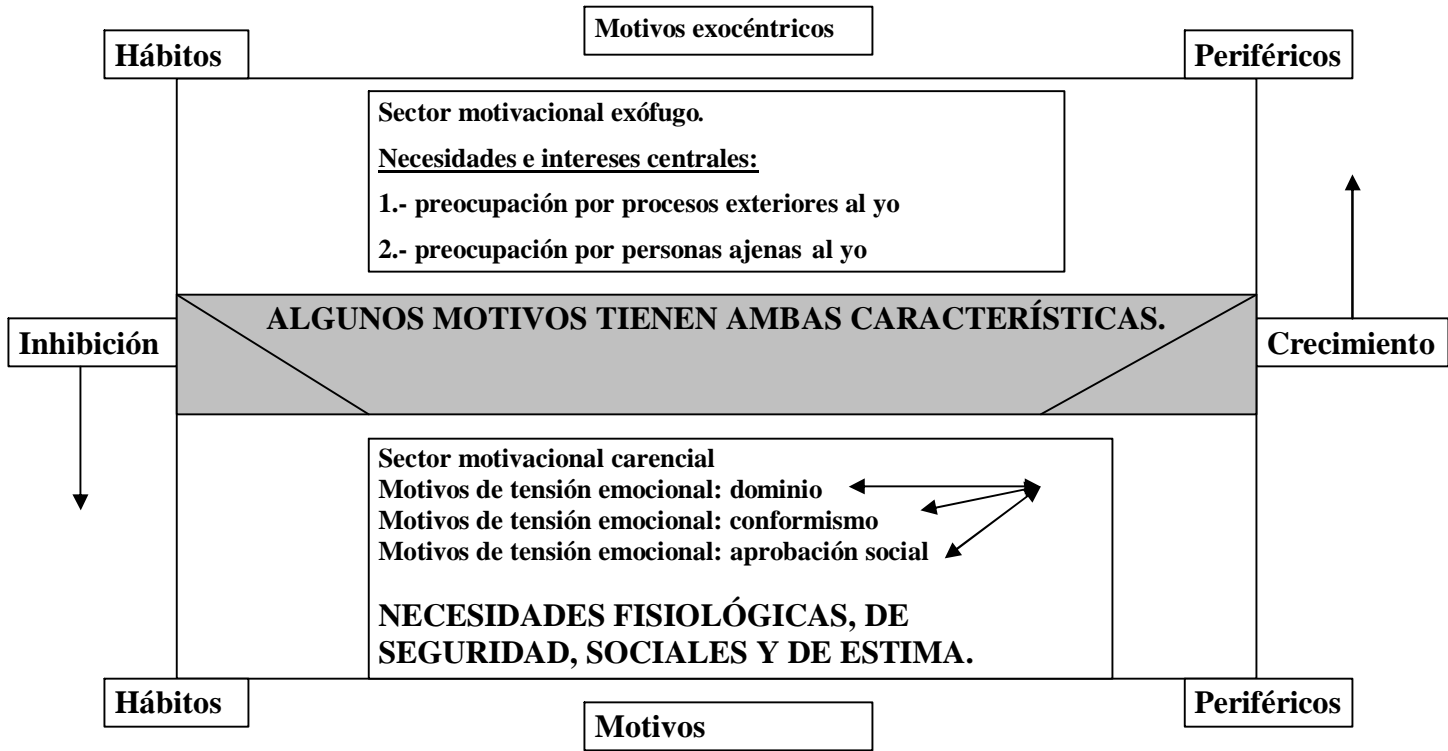 Motivos exocéntricos
Hábitos
Periféricos
Sector motivacional exófugo.
Necesidades e intereses centrales:
1.- preocupación por procesos exteriores al yo
2.- preocupación por personas ajenas al yo
ALGUNOS MOTIVOS TIENEN AMBAS CARACTERÍSTICAS.
Inhibición
Crecimiento
Sector motivacional carencial
Motivos de tensión emocional: dominio
Motivos de tensión emocional: conformismo
Motivos de tensión emocional: aprobación social
NECESIDADES FISIOLÓGICAS, DE
SEGURIDAD, SOCIALES Y DE ESTIMA.
Hábitos
Periféricos
Motivos